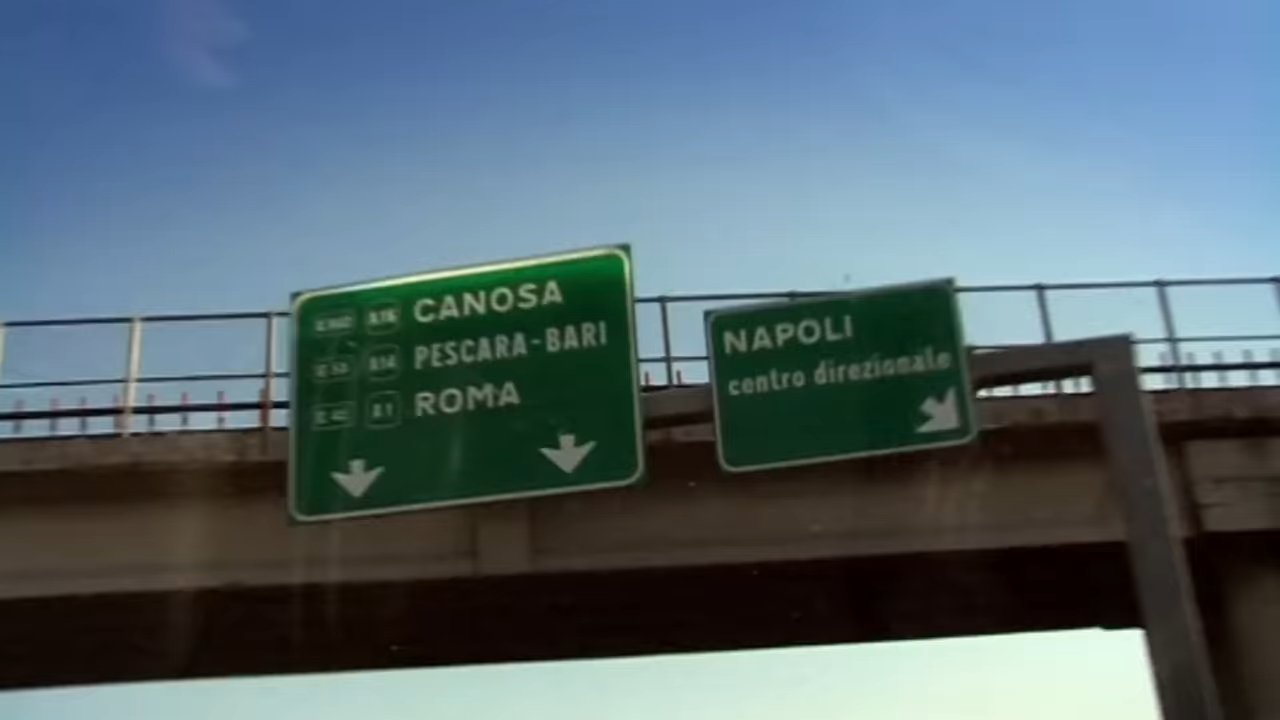 A16 CANOSA
A14 PESCARA-BARI
A1 ROMA
NAPOLI
centro direzionale